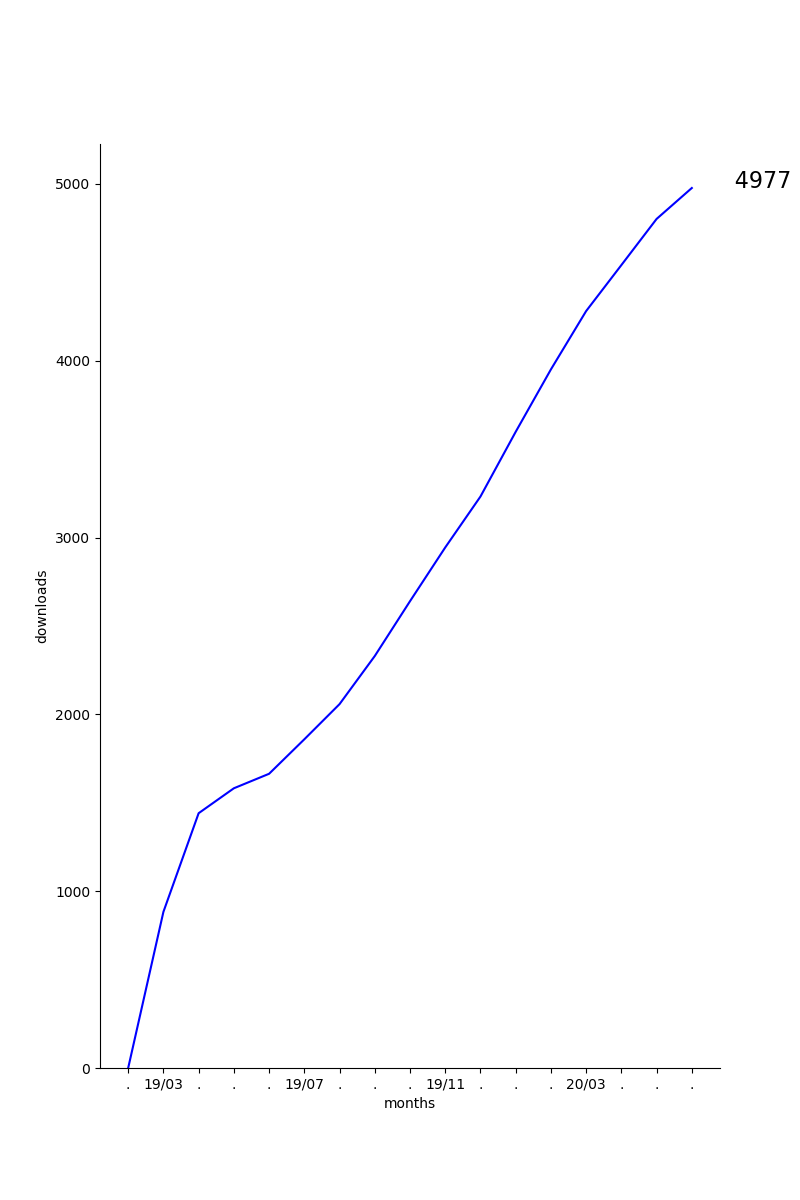 4977
5000
4000
3000
2000
1000
0
downloads
. 19/03 . . . 19/07 . . . 19/11 . . . 20/03 . . .
months